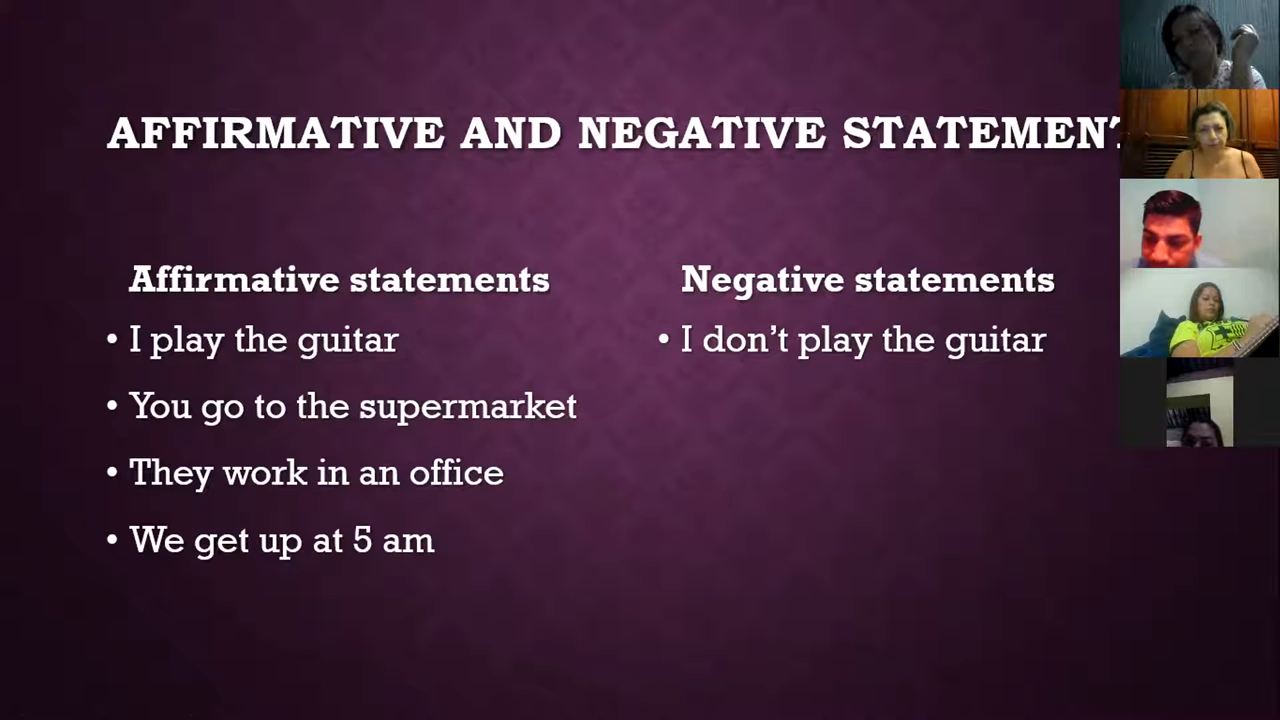 AFFIRMATIVE AND NEGATIVE STATEMENT
Affirmative statements
• I play the guitar
• You go to the supermarket
• They work in an office
• We get up at 5 am
Negative statements
• I don’t play the guitar